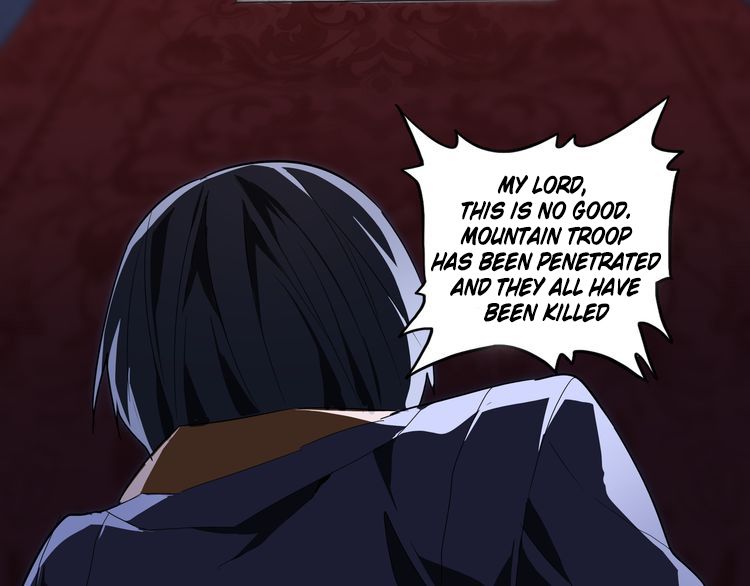 MY LORD,
THIS IS NO GOOD.
MOUNTAIN TROOP
HAS BEEN PENETRATED
AND THEY ALL HAVE
BEEN KILLED